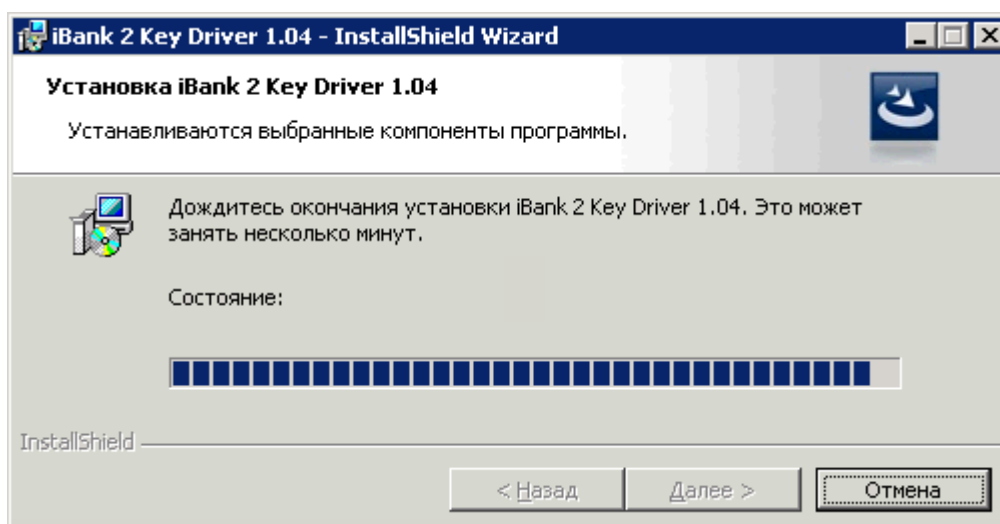 iBank 2 Key Driver 1.04 - InstallShield Wizard
Установка iBank 2 Key Driver 1.04
Устанавливаются выбранные компоненты программы.
Дождитесь окончания установки iBank 2 Key Driver 1.04. Это может
занять несколько минут.
Состояние:
InstallShield
< Назад
Далее >
Отмена